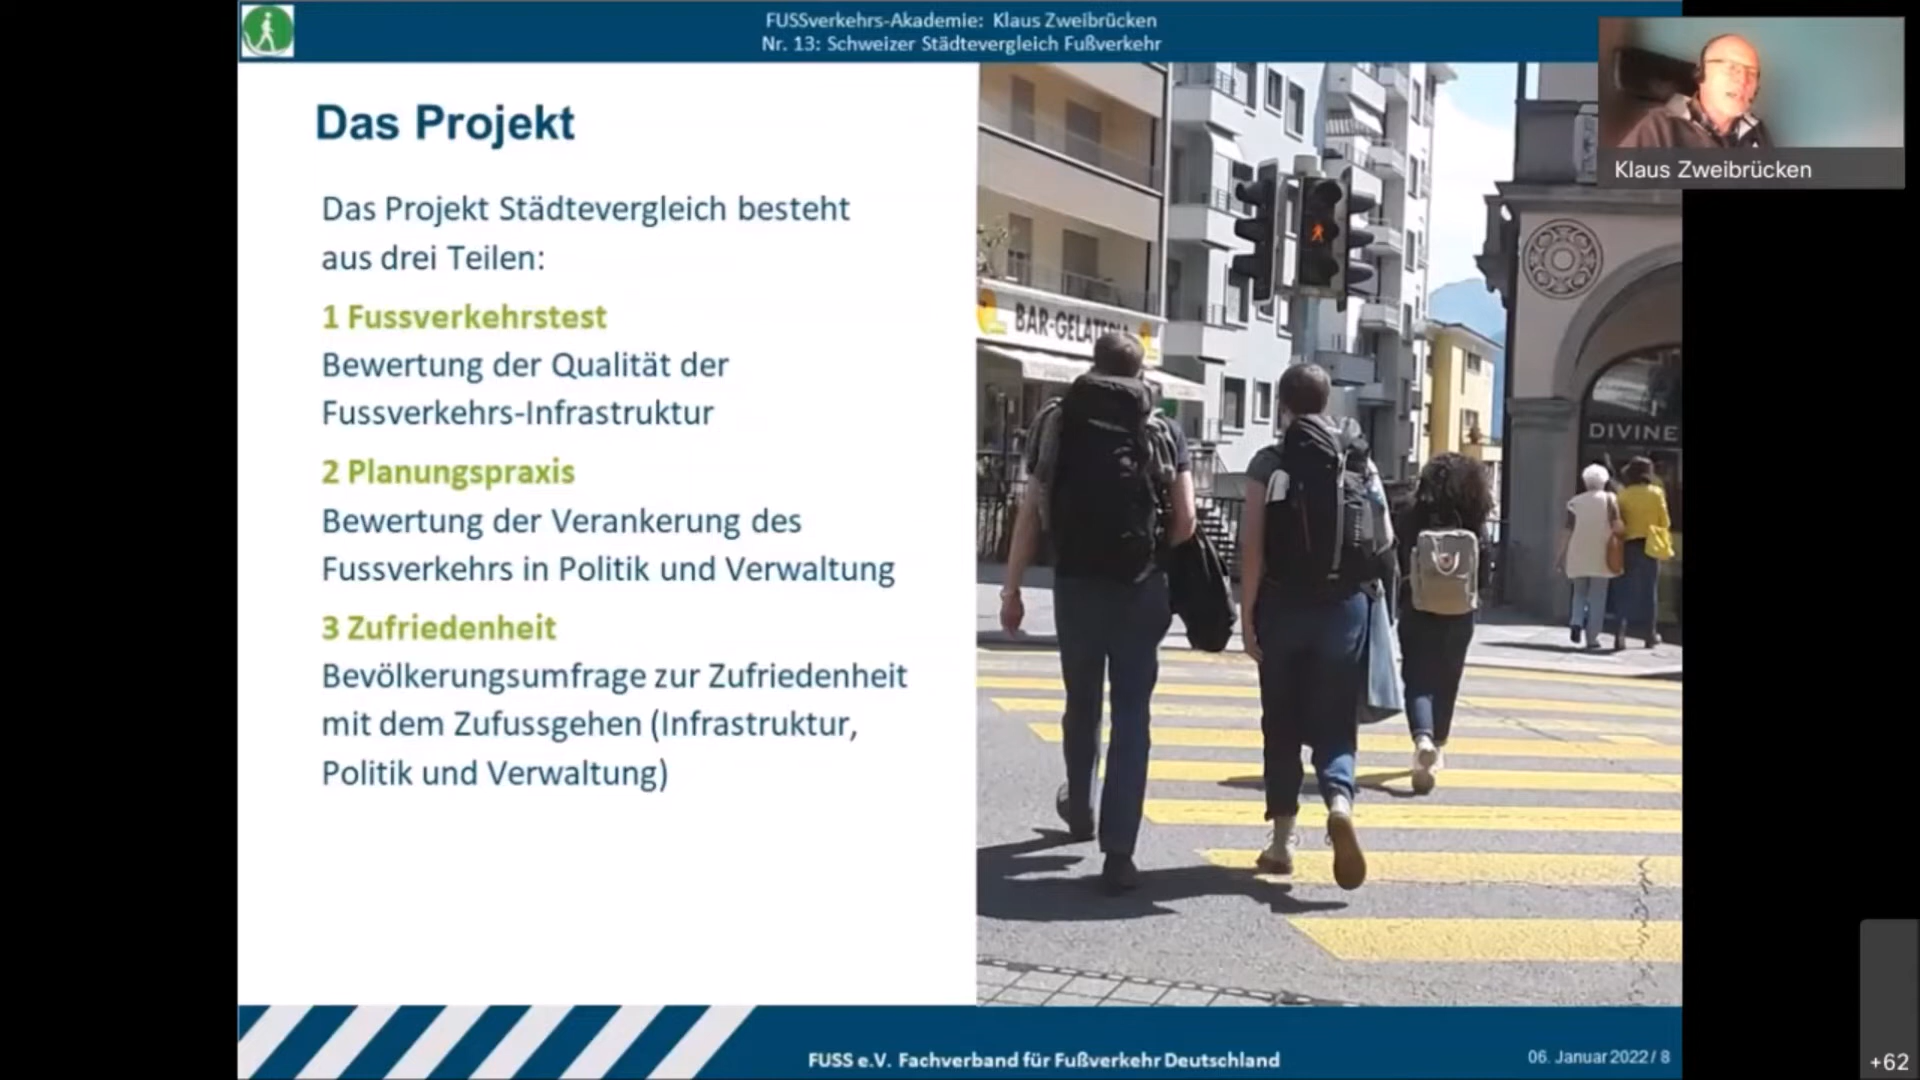 FUSSverkehrs-Akademie: Klaus Zweibrücken
Nr. 13: Schweizer Städtevergleich Fußverkehr
Klaus Zweibrücken
Das Projekt
Das Projekt Städtevergleich besteht
aus drei Teilen:
1 Fussverkehrstest
Bewertung der Qualität der
Fussverkehrs-Infrastruktur
2 Planungspraxis
Bewertung der Verankerung des
Fussverkehrs in Politik und Verwaltung
3 Zufriedenheit
Bevölkerungsumfrage zur Zufriedenheit
mit dem Zufussgehen (Infrastruktur,
Politik und Verwaltung)
BAR-GELATERIA
DIVINE
FUSS e.V. Fachverband für Fußverkehr Deutschland
06. Januar 2022 / 8
+62